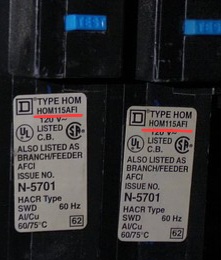 TYPE HOM
HOM115AFI
120 V~
LISTED
C.B.
ALSO LISTED AS
BRANCH/FEEDER
AFCI
ISSUE NO.
N-5701
HACR Type
SWD 60 Hz
Al/Cu
60/75°C 62
TYPE HOM
HOM115AFI
120 V~
LISTED
C.B.
ALSO LISTED AS
BRANCH/FEEDER
AFCI
ISSUE NO.
N-5701
HACR Type
SWD 60 Hz
Al/Cu
60/75°C 62